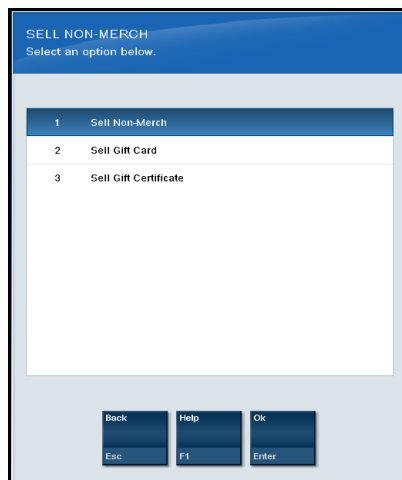 SELL NON-MERCH
Select an option below.
1 Sell Non-Merch
2 Sell Gift Card
3 Sell Gift Certificate
Back Help Ok
Esc F1 Enter